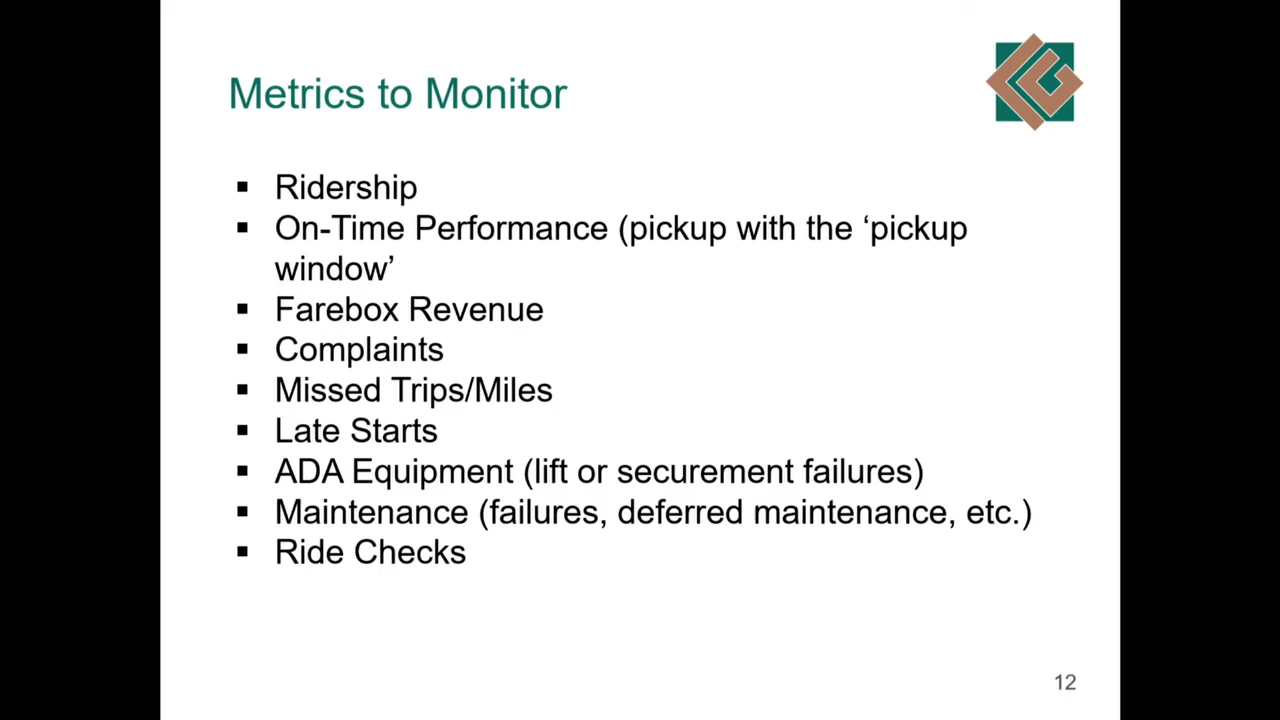 Metrics to Monitor
▪ Ridership
▪ On-Time Performance (pickup with the ‘pickup
window’
▪ Farebox Revenue
▪ Complaints
▪ Missed Trips/Miles
▪ Late Starts
▪ ADA Equipment (lift or securement failures)
▪ Maintenance (failures, deferred maintenance, etc.)
▪ Ride Checks
12